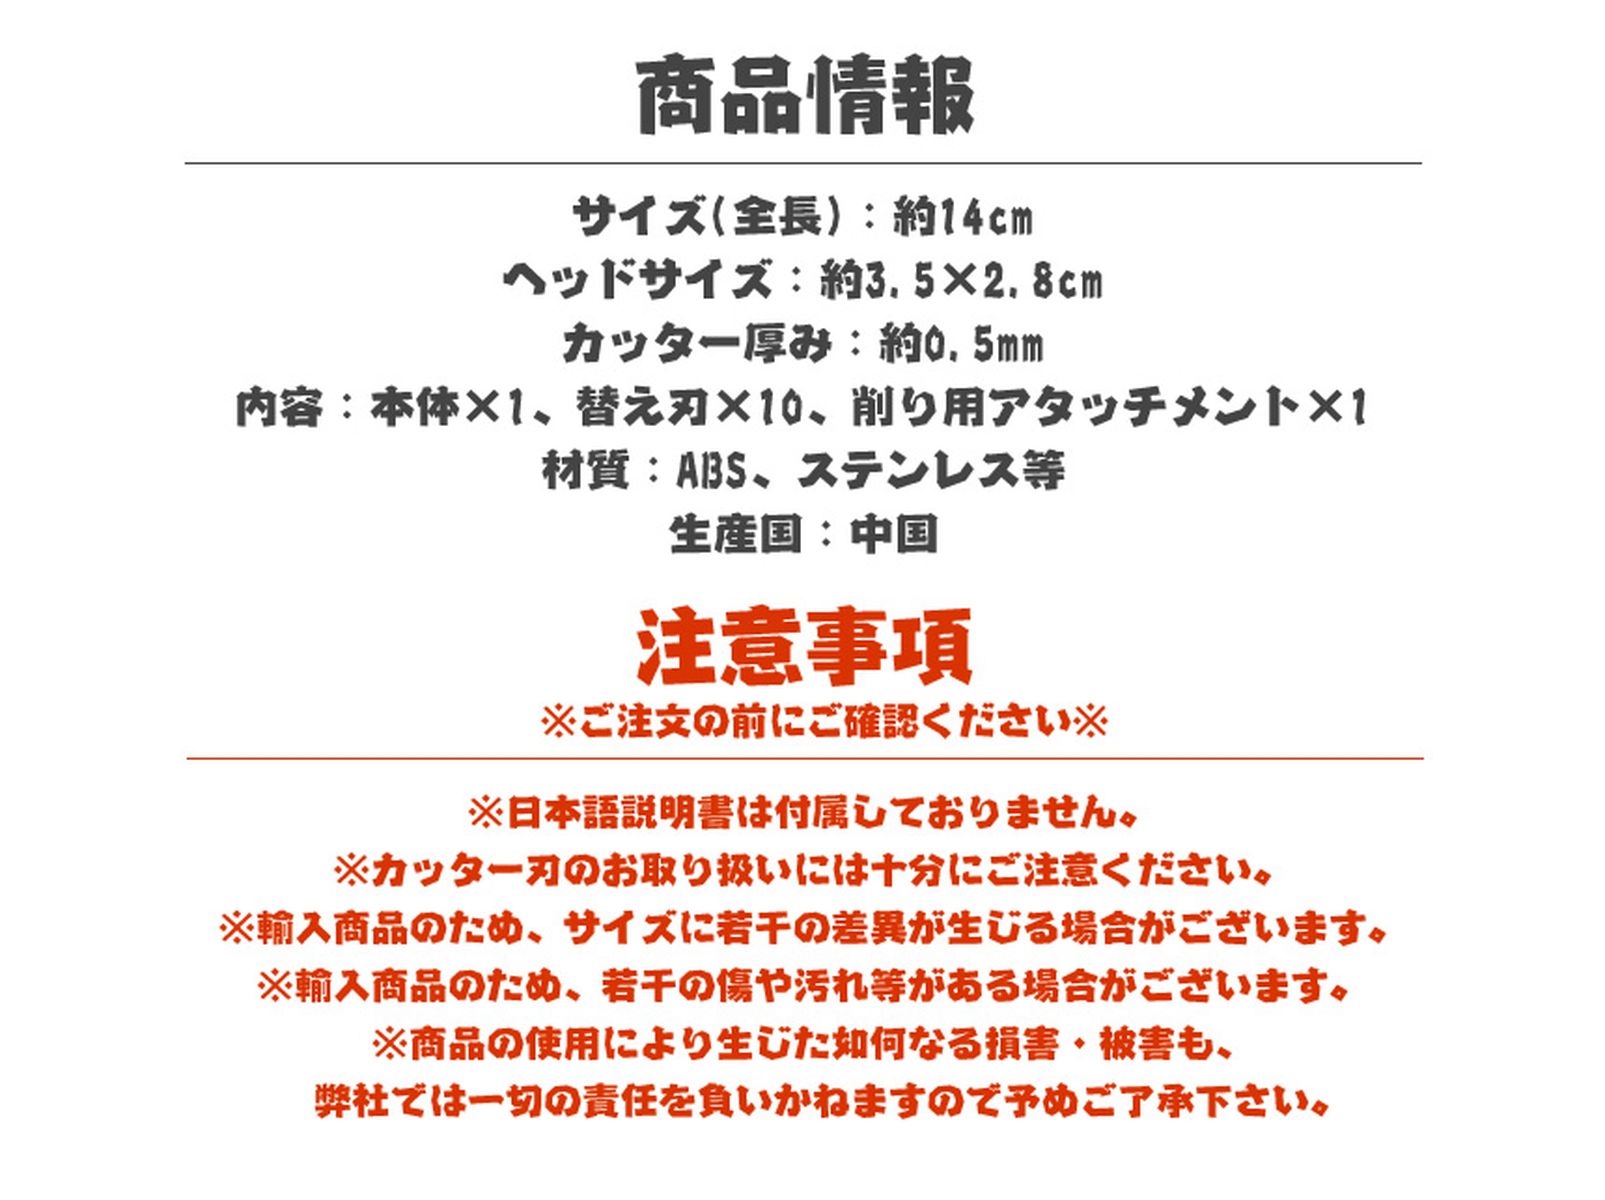 商品情報
サイズ(全長)：約14cm
ヘッドサイズ：約3.5×2.8cm
カッター厚み：約0.5mm
内容：本体×1、替え刃×10、削り用アタッチメント×1
材質：ABS、ステンレス等
生産国：中国
注意事項
※ご注文の前にご確認ください※
※日本語説明書は付属しておりません。
※カッター刃のお取り扱いには十分にご注意ください。
※輸入商品のため、サイズに若干の差異が生じる場合がございます。
※輸入商品のため、若干の傷や汚れ等がある場合がございます。
※商品の使用により生じた如何なる損害・被害も、
弊社では一切の責任を負いかねますので予めご了承下さい。